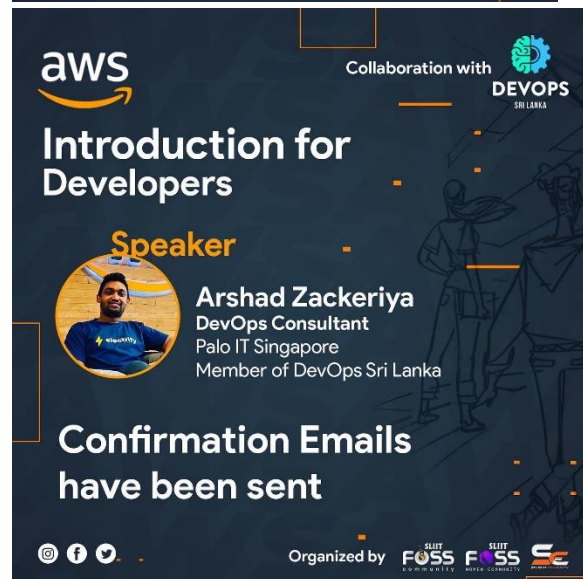 aws
Collaboration with
DEVOPS
SRI LANKA
Introduction for
Developers
Speaker
electrify
Arshad Zackeriya
DevOps Consultant
Palo IT Singapore
Member of DevOps Sri Lanka
Confirmation Emails
have been sent
Organized by
SLIIT
FOSS
community
SLIIT
FOSS
WOMEN COMMUNITY
SE